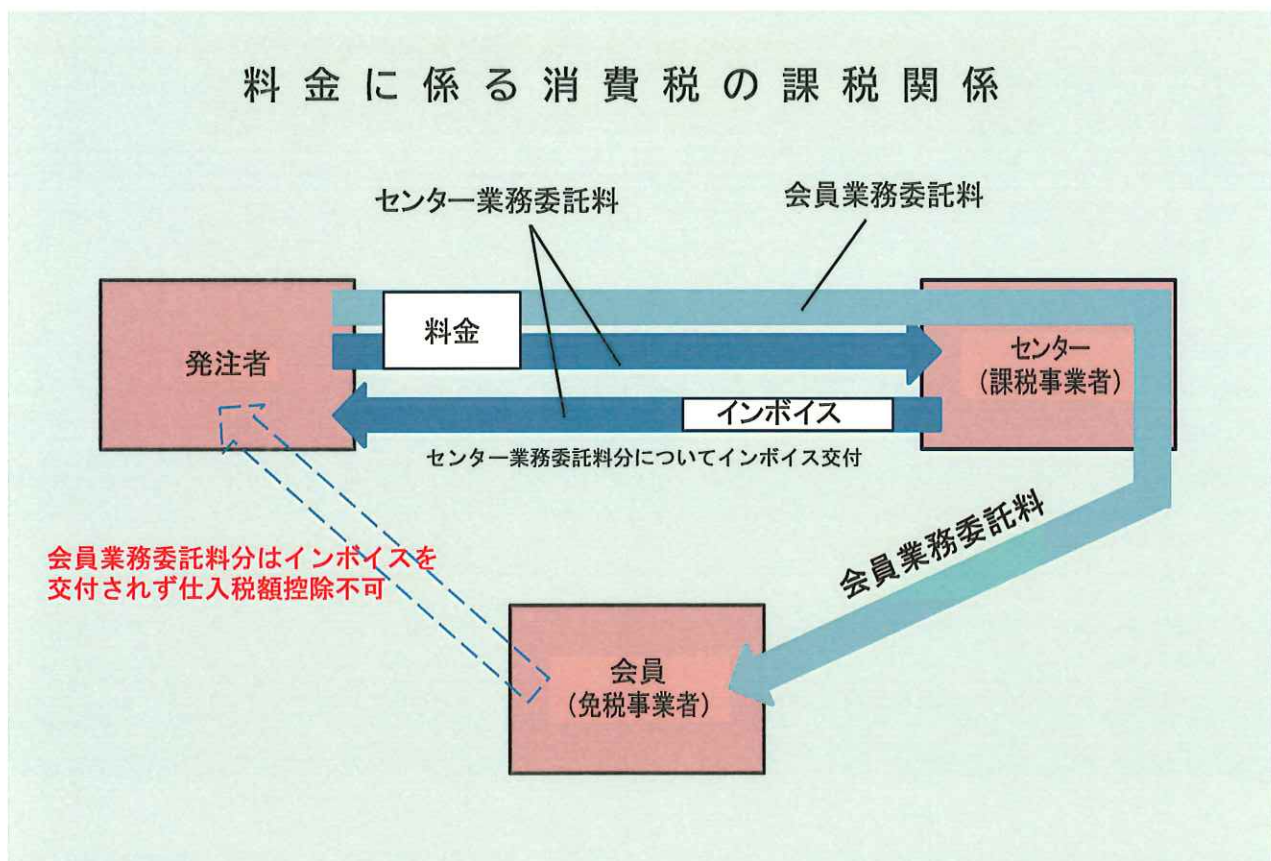 料金に係る消費税の課税関係
センター業務委託料
会員業務委託料
料金
発注者
センター
（課税事業者）
インボイス
センター業務委託料分についてインボイス交付
会員業務委託料
会員業務委託料分はインボイスを
交付されず仕入税額控除不可
会員
（免税事業者）